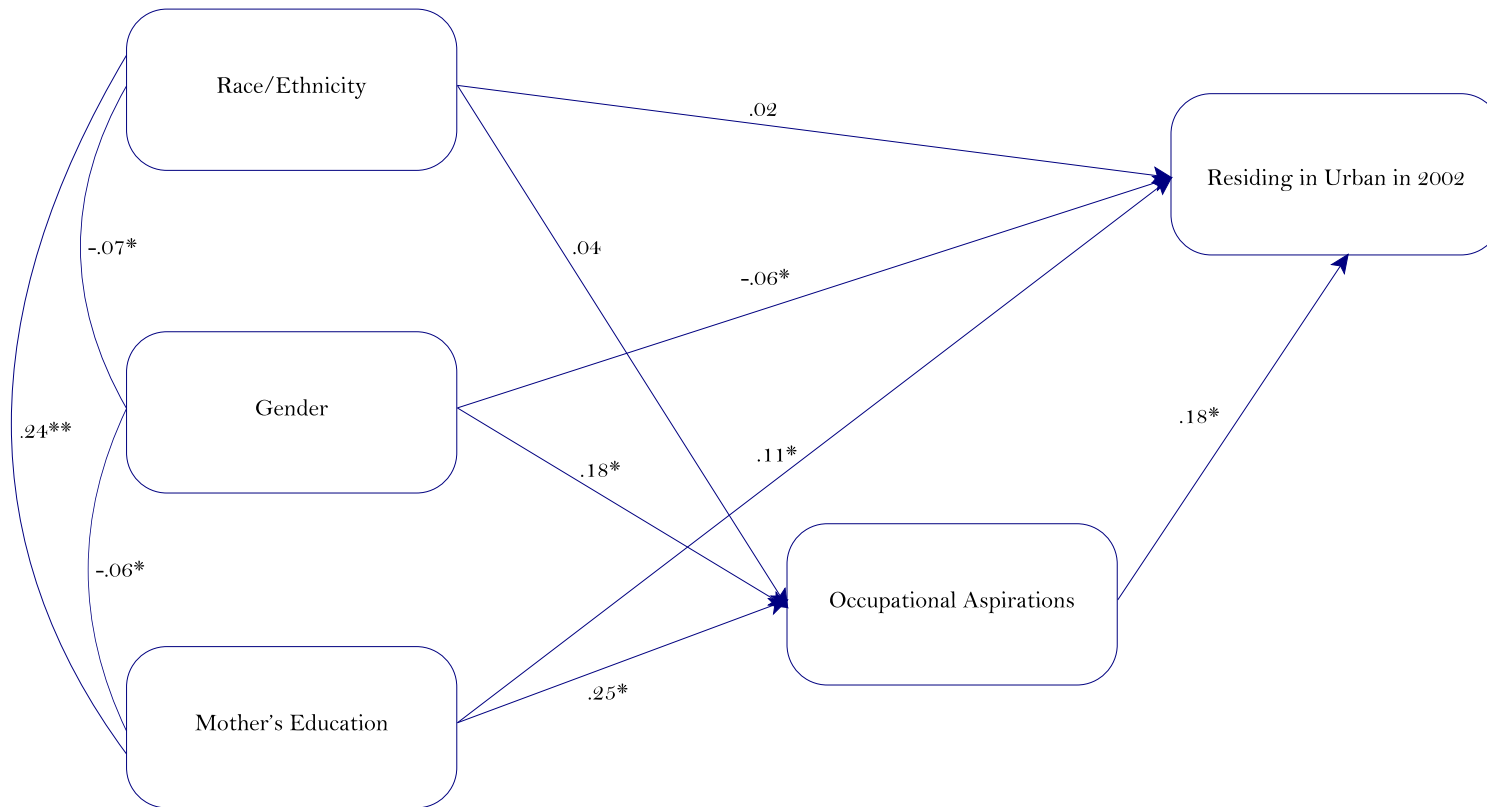 Race/Ethnicity
.02
Residing in Urban in 2002
-.07*
.04
-.06*
Gender
.24**
.11*
.18*
.18*
-.06*
Occupational Aspirations
.25*
Mother's Education